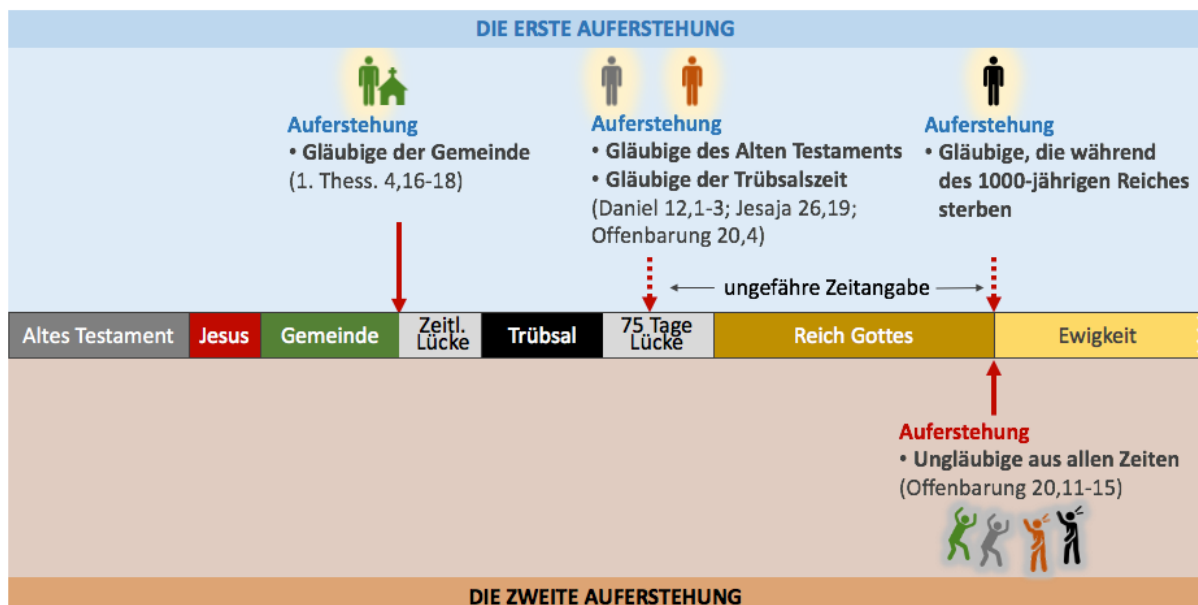 DIE ERSTE AUFERSTEHUNG
Auferstehung
• Gläubige der Gemeinde
(1. Thess. 4,16-18)
Auferstehung
• Gläubige des Alten Testaments
• Gläubige der Trübsalszeit
(Daniel 12,1-3; Jesaja 26,19;
Offenbarung 20,4)
Auferstehung
• Gläubige, die während
des 1000-jährigen Reiches
sterben
ungefähre Zeitangabe
Altes Testament
Jesus
Gemeinde
Zeitl.
Lücke
Trübsal
75 Tage
Lücke
Reich Gottes
Ewigkeit
Auferstehung
• Ungläubige aus allen Zeiten
(Offenbarung 20,11-15)
DIE ZWEITE AUFERSTEHUNG